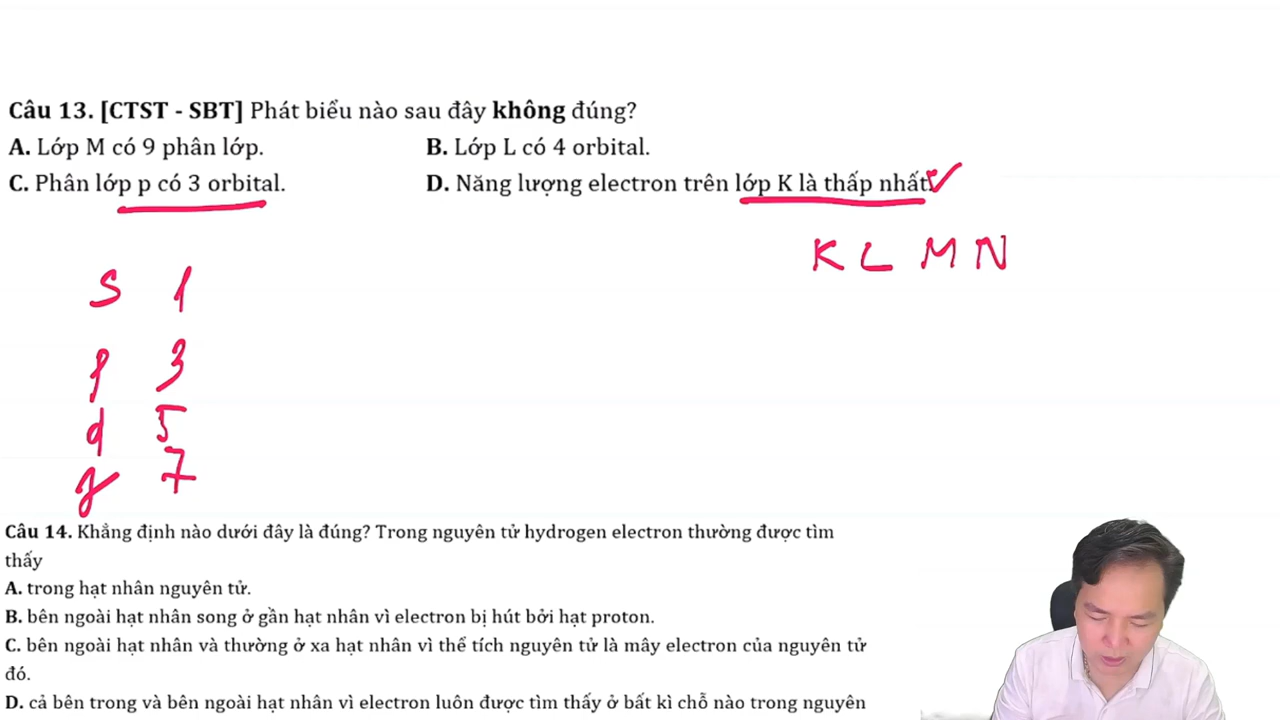 Câu 13. [CTST - SBT] Phát biểu nào sau đây không đúng?
A. Lớp M có 9 phân lớp. B. Lớp L có 4 orbital.
C. Phân lớp p có 3 orbital. D. Năng lượng electron trên lớp K là thấp nhất.
K L M N
s 1
p 3
d 5
f 7
Câu 14. Khẳng định nào dưới đây là đúng? Trong nguyên tử hydrogen electron thường được tìm
thấy
A. trong hạt nhân nguyên tử.
B. bên ngoài hạt nhân song ở gần hạt nhân vì electron bị hút bởi hạt proton.
C. bên ngoài hạt nhân và thường ở xa hạt nhân vì thể tích nguyên tử là mây electron của nguyên tử
đó.
D. cả bên trong và bên ngoài hạt nhân vì electron luôn được tìm thấy ở bất kì chỗ nào trong nguyên